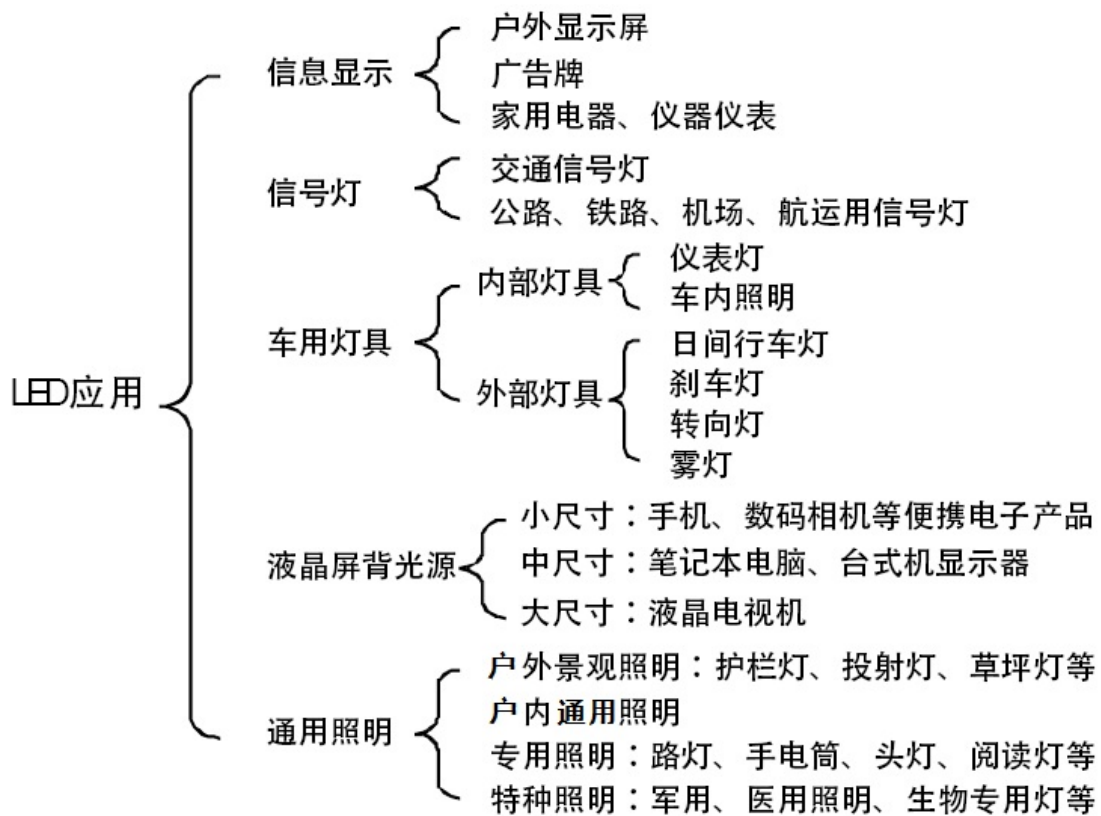 LED应用
信息显示
户外显示屏
广告牌
家用电器、仪器仪表
信号灯
交通信号灯
公路、铁路、机场、航运用信号灯
车用灯具
内部灯具
仪表灯
车内照明
外部灯具
日间行车灯
刹车灯
转向灯
雾灯
液晶屏背光源
小尺寸：手机、数码相机等便携电子产品
中尺寸：笔记本电脑、台式机显示器
大尺寸：液晶电视机
通用照明
户外景观照明：护栏灯、投射灯、草坪灯等
户内通用照明
专用照明：路灯、手电筒、头灯、阅读灯等
特种照明：军用、医用照明、生物专用灯等